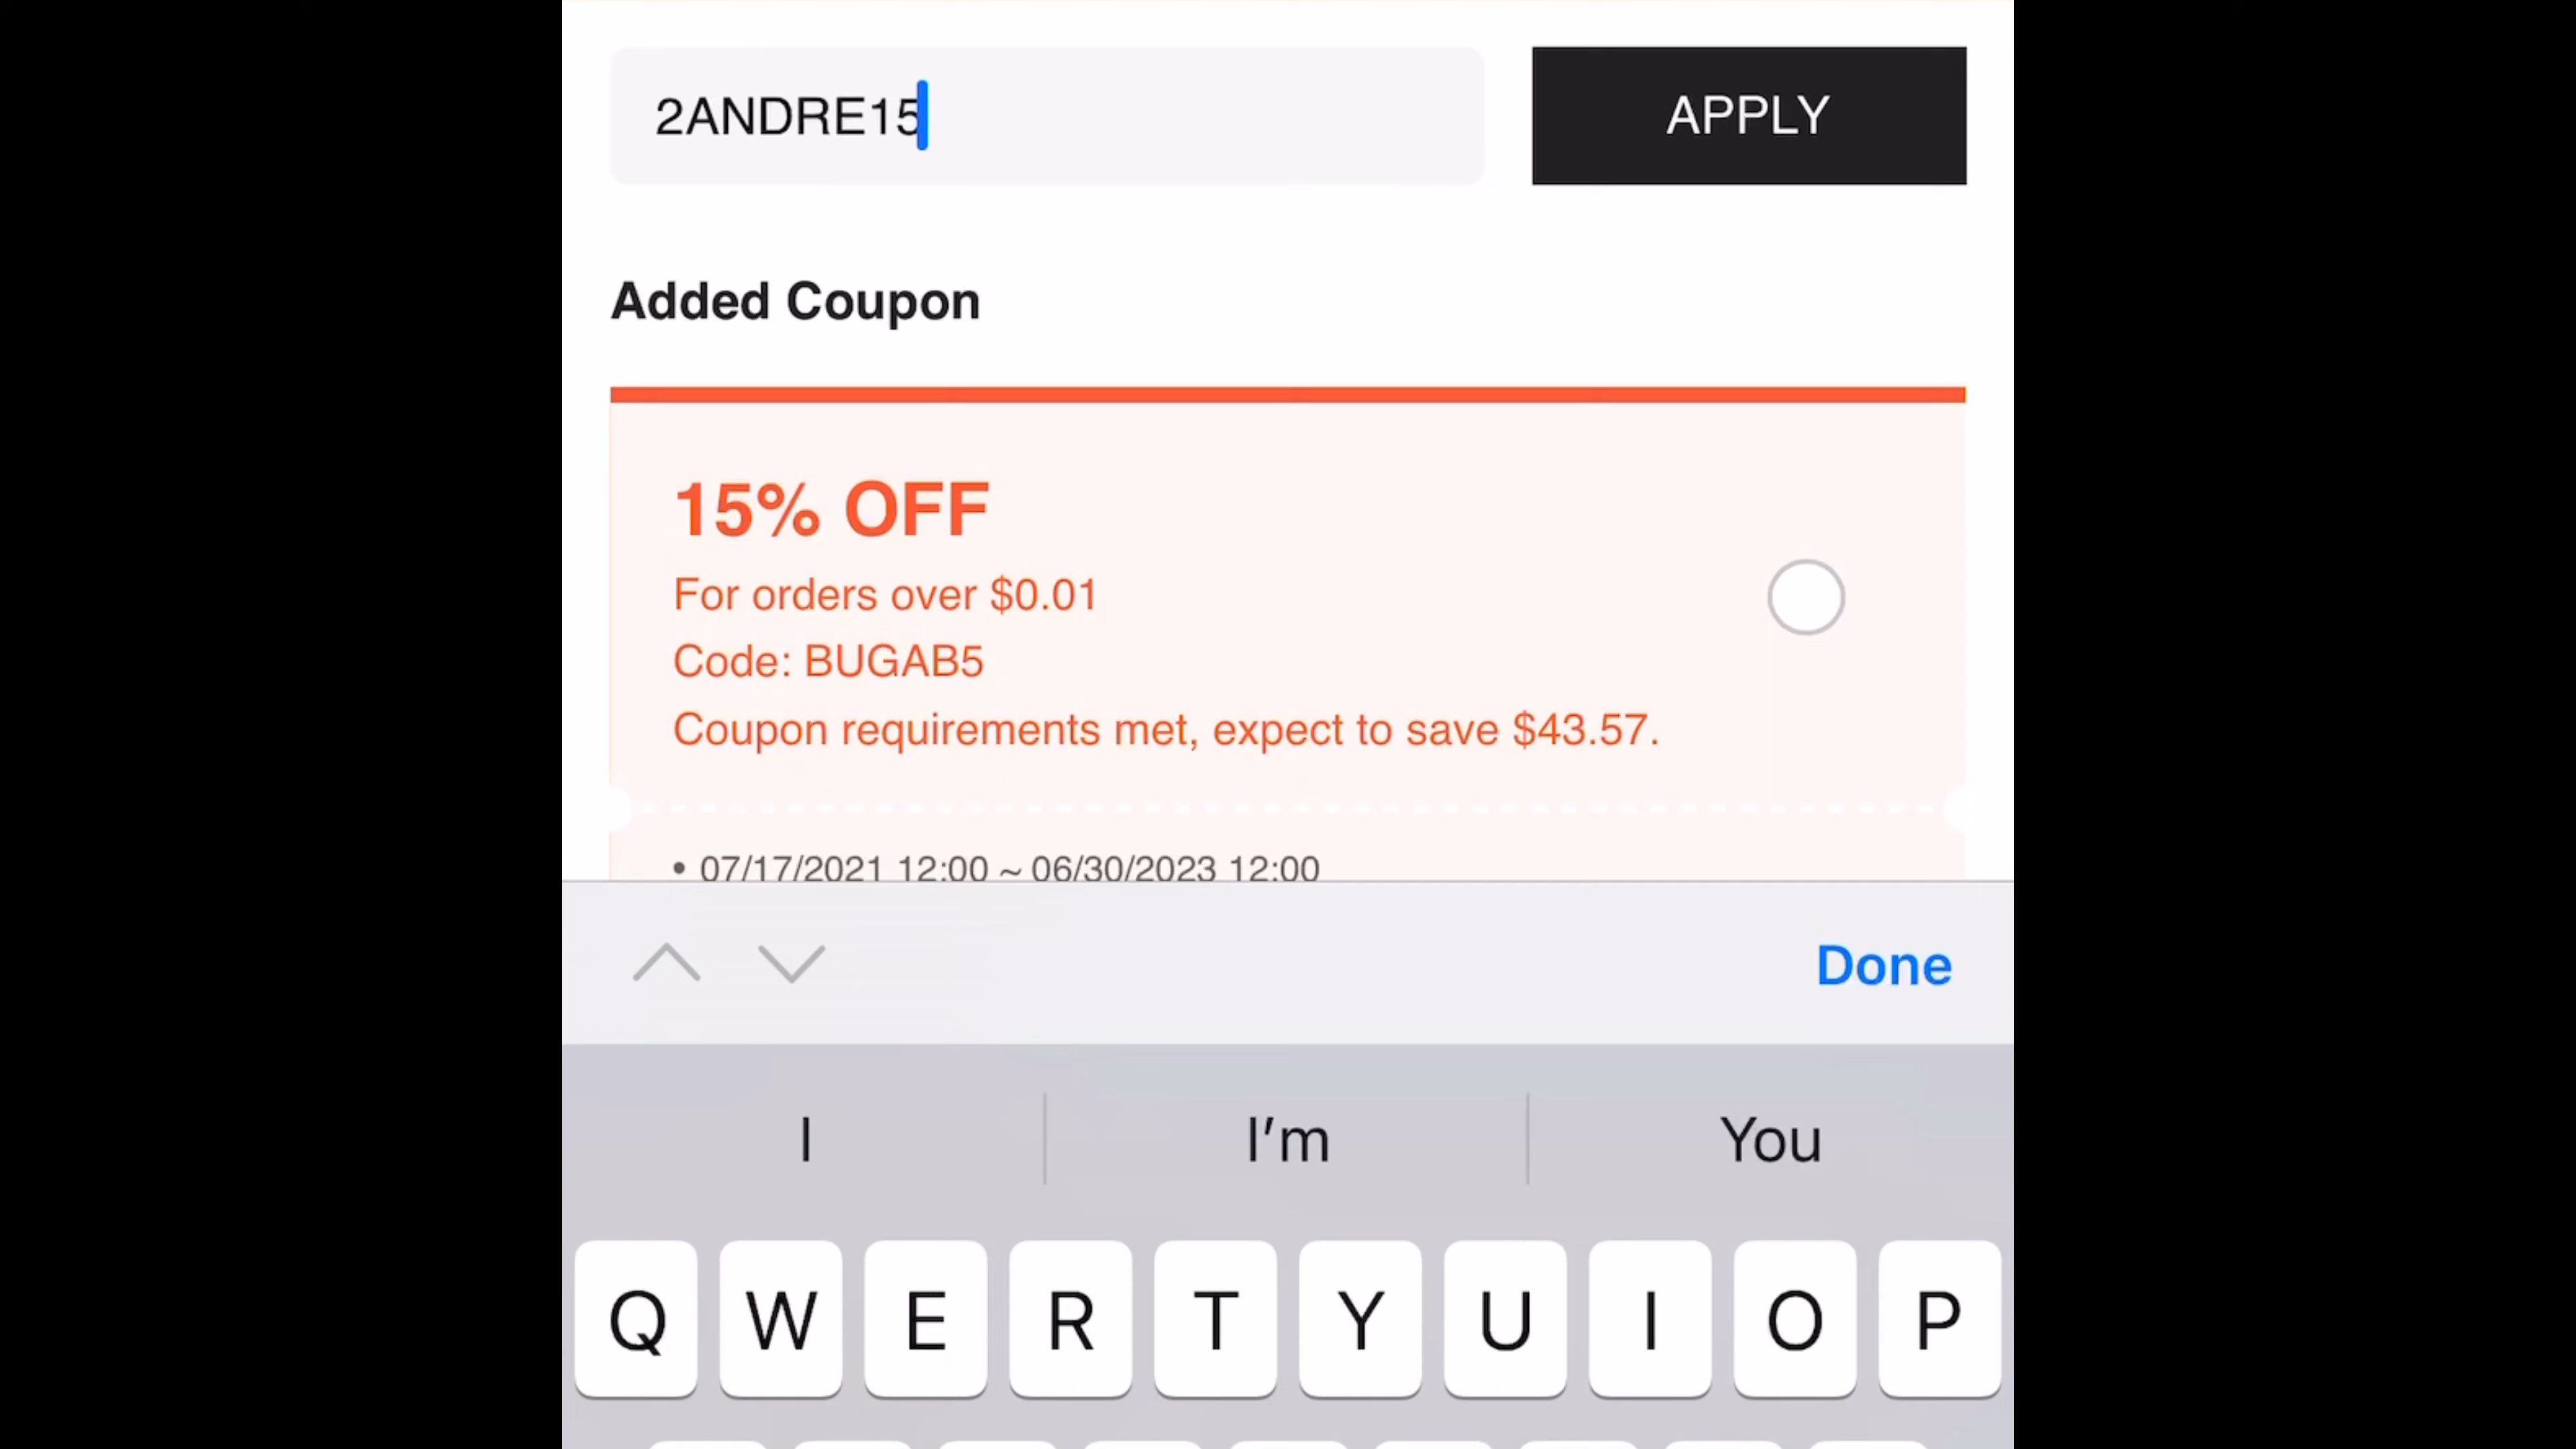 2ANDRE15
APPLY
Added Coupon
15% OFF
For orders over $0.01
Code: BUGAB5
Coupon requirements met, expect to save $43.57.
• 07/17/2021 12:00 ~ 06/30/2023 12:00
Done
I
I'm
You
Q W E R T Y U I O P